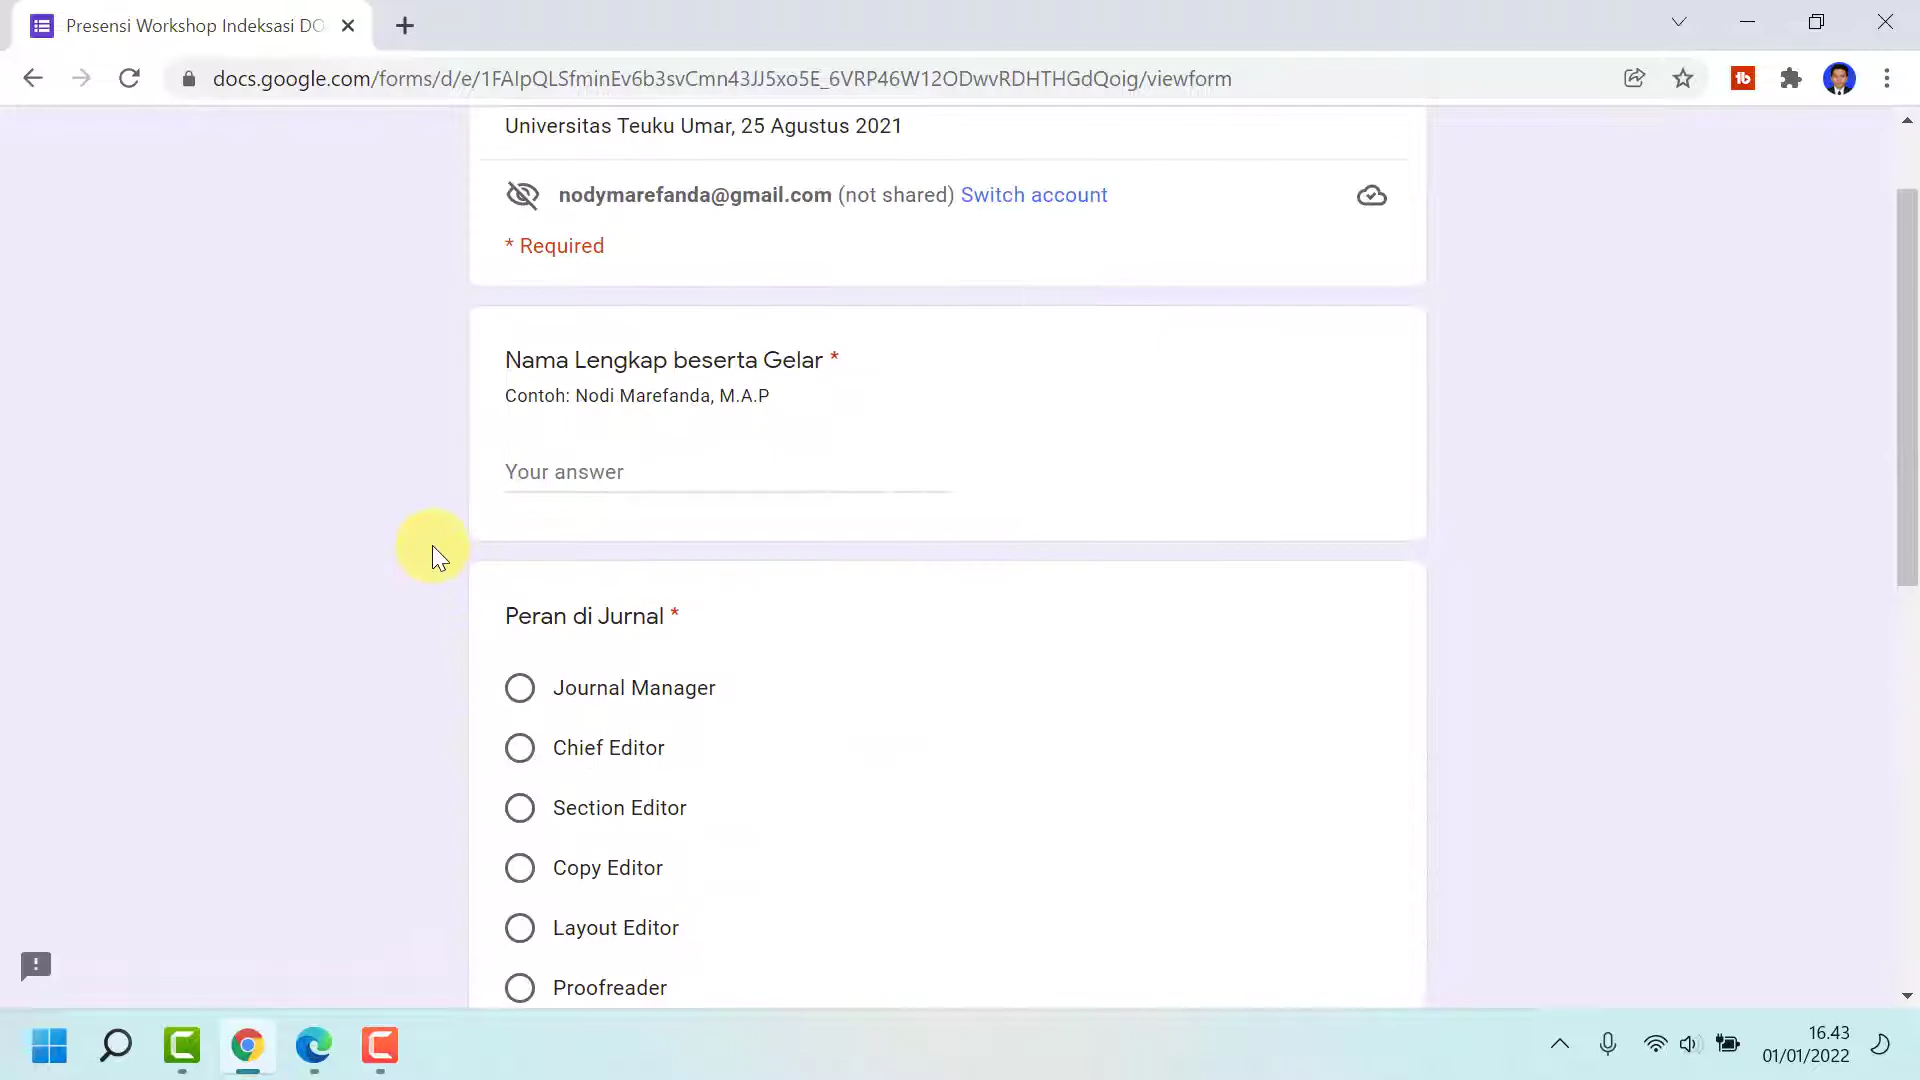 Presensi Workshop Indeksasi DO
docs.google.com/forms/d/e/1FAIpQLSfminEv6b3svCmn43JJ5xo5E_6VRP46W12ODwvRDHTHGdQoig/viewform
Universitas Teuku Umar, 25 Agustus 2021
nodymarefanda@gmail.com (not shared) Switch account
* Required
Nama Lengkap beserta Gelar *
Contoh: Nodi Marefanda, M.A.P
Your answer
Peran di Jurnal *
Journal Manager
Chief Editor
Section Editor
Copy Editor
Layout Editor
Proofreader
16.43
01/01/2022